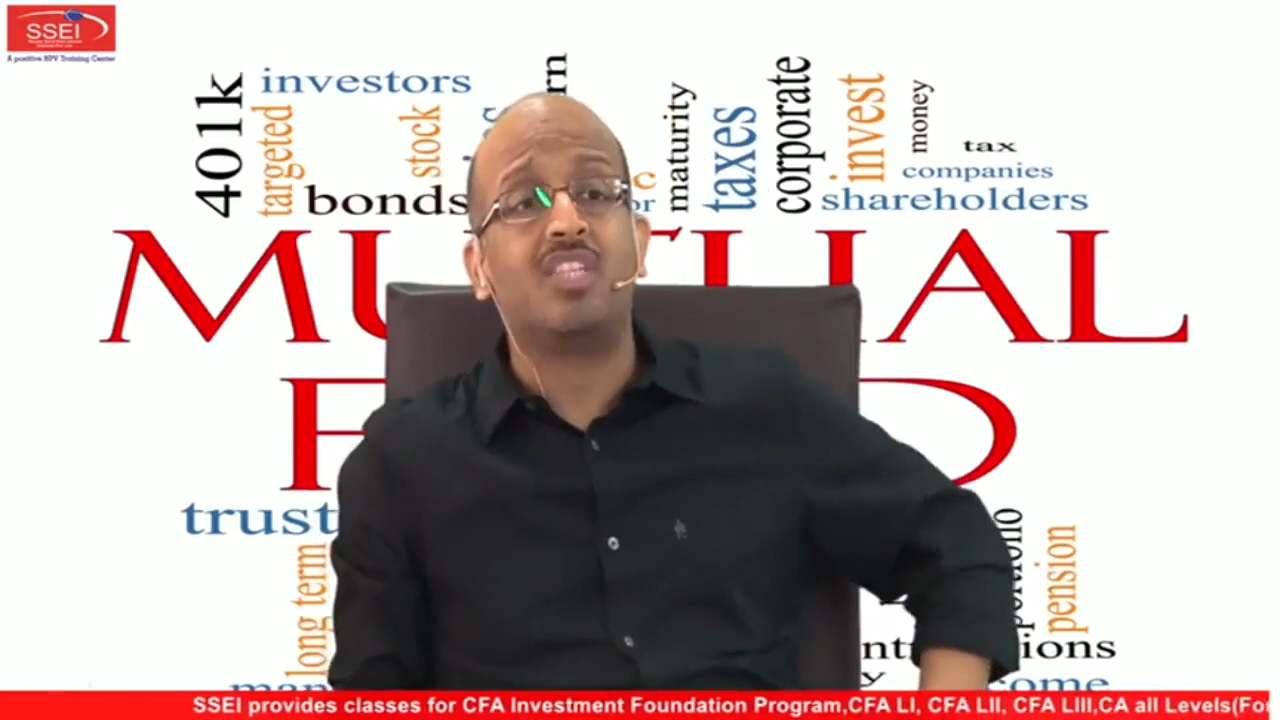 SSEI
A positive NPV Training Center
401k
investors
targeted
stock
bonds
maturity
taxes
corporate
invest
money
tax
companies
shareholders
MUTUAL
trust
long term
pension
SSEI provides classes for CFA Investment Foundation Program,CFA LI, CFA LII, CFA LIII,CA all Levels(For